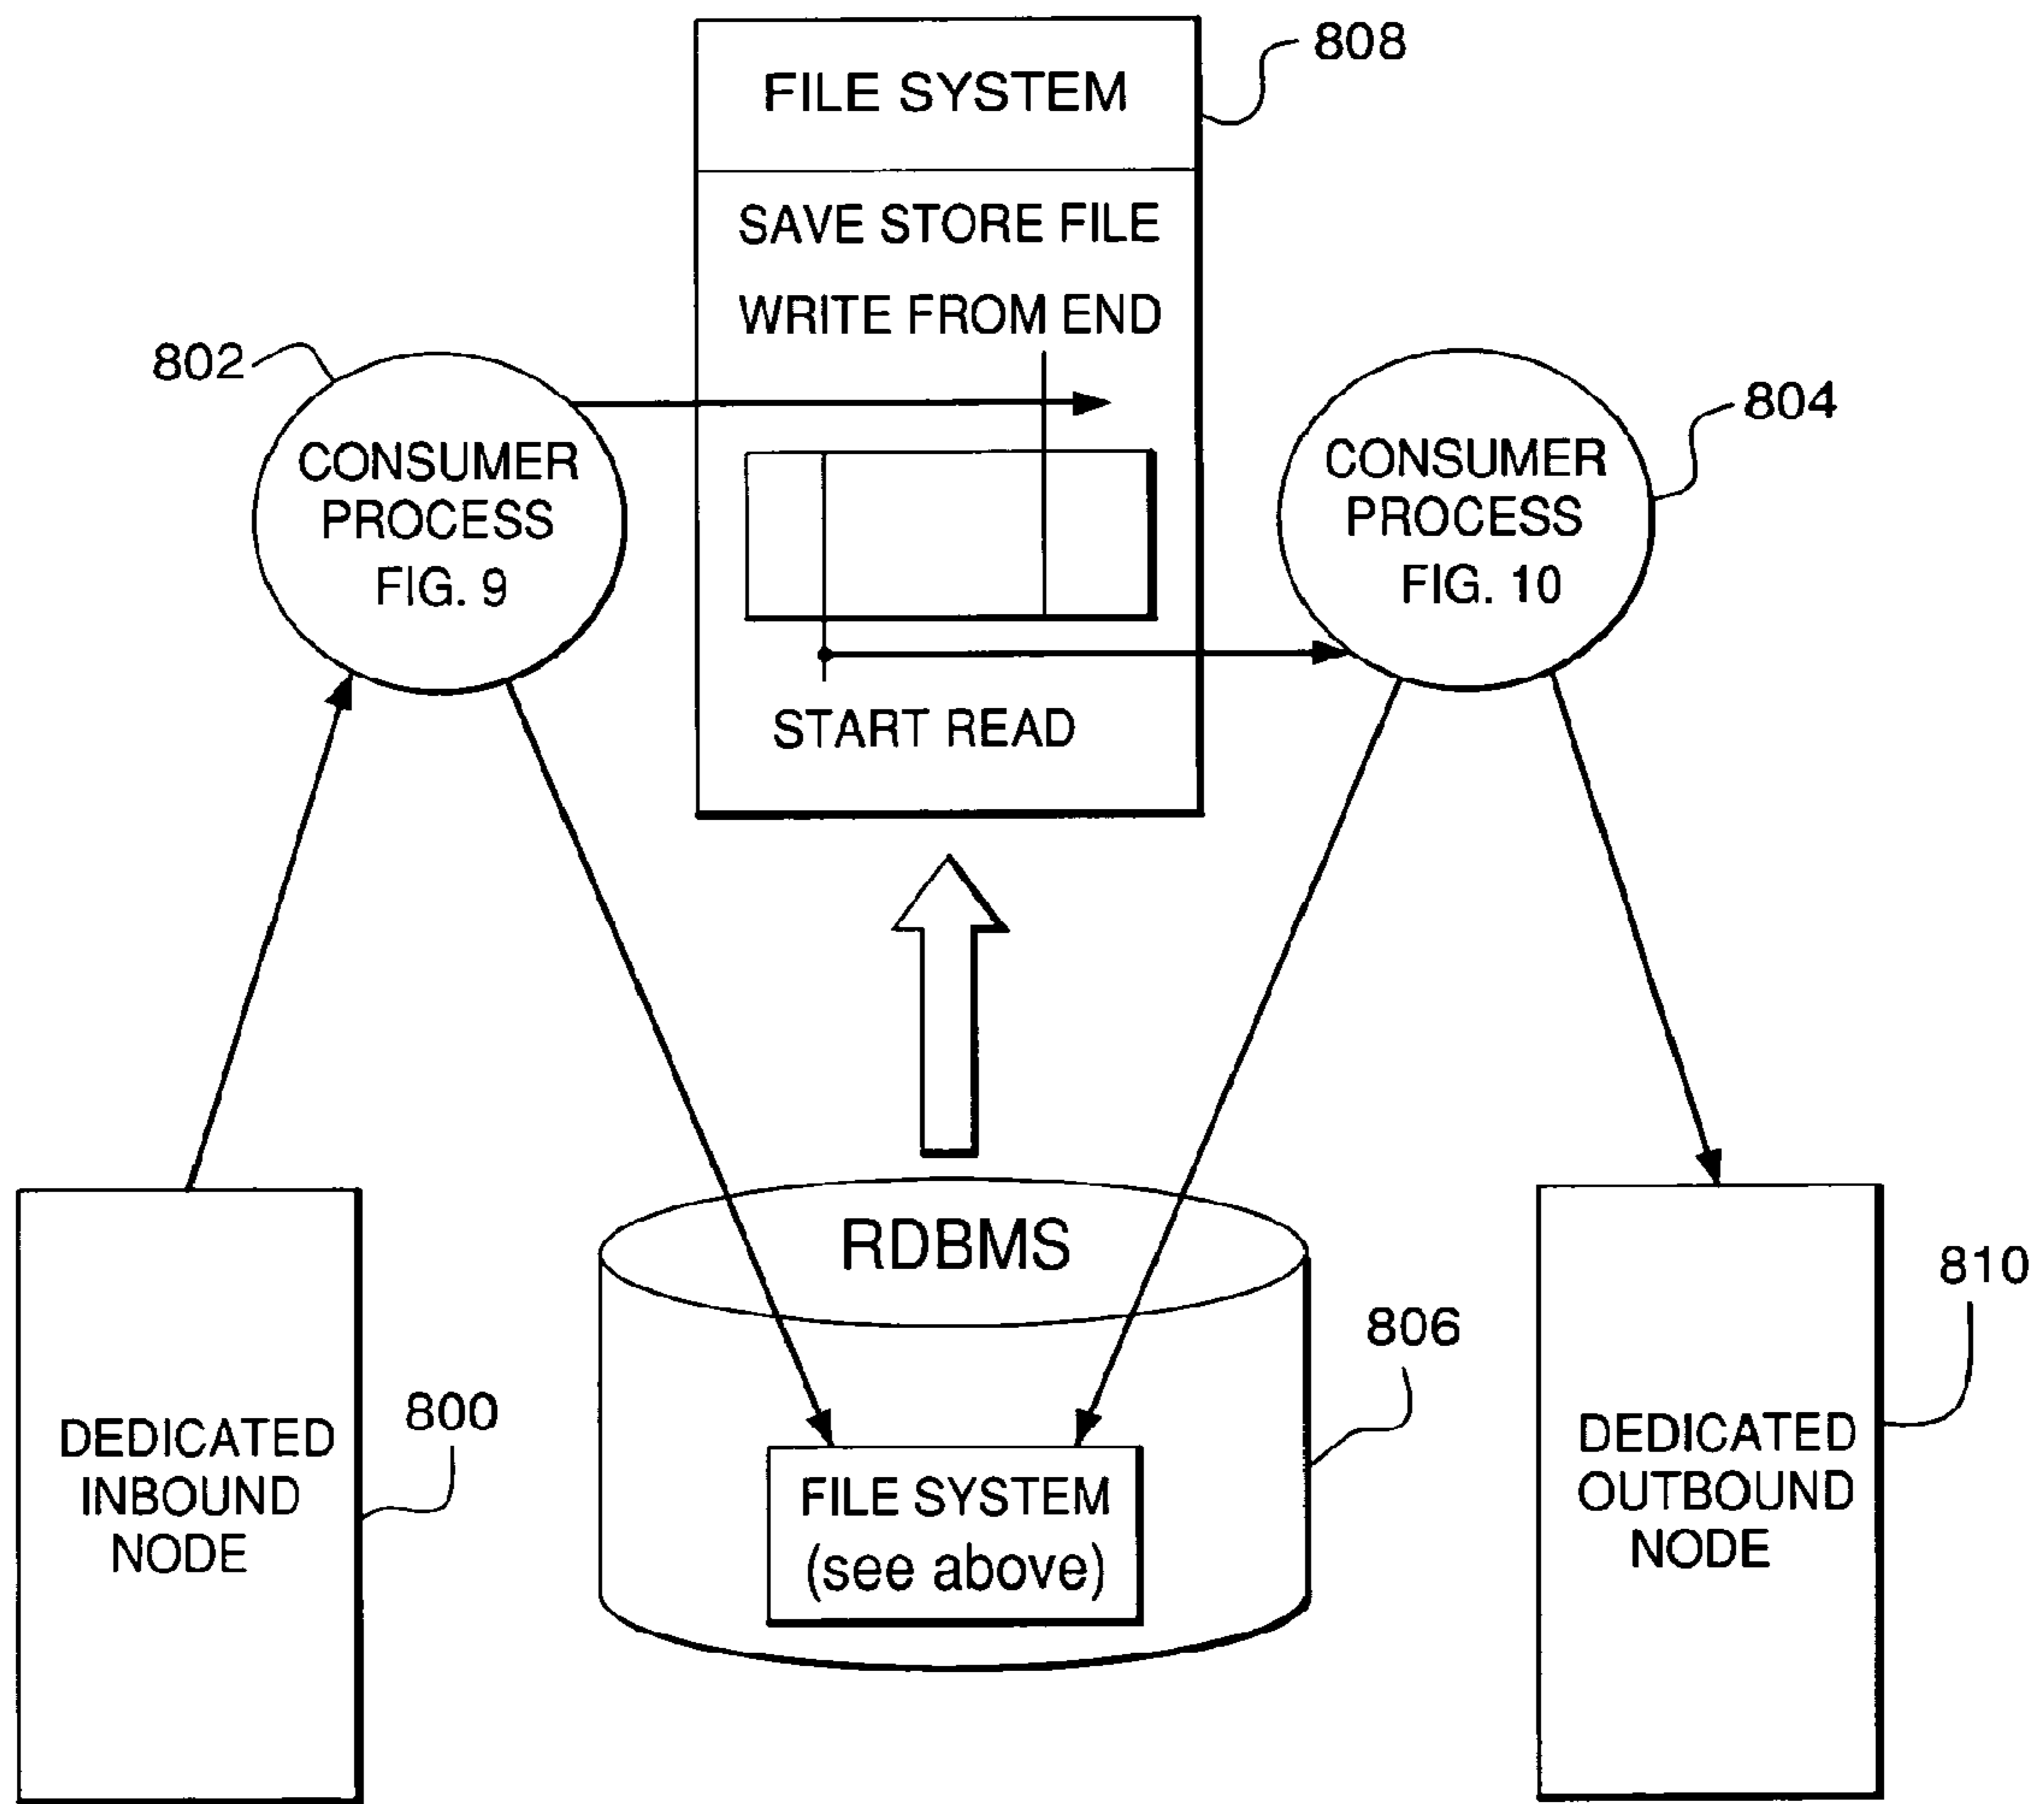 808
FILE SYSTEM
SAVE STORE FILE
WRITE FROM END
802
804
CONSUMER
PROCESS
FIG. 9
CONSUMER
PROCESS
FIG. 10
START READ
RDBMS
810
806
800
DEDICATED
INBOUND
NODE
FILE SYSTEM
(see above)
DEDICATED
OUTBOUND
NODE